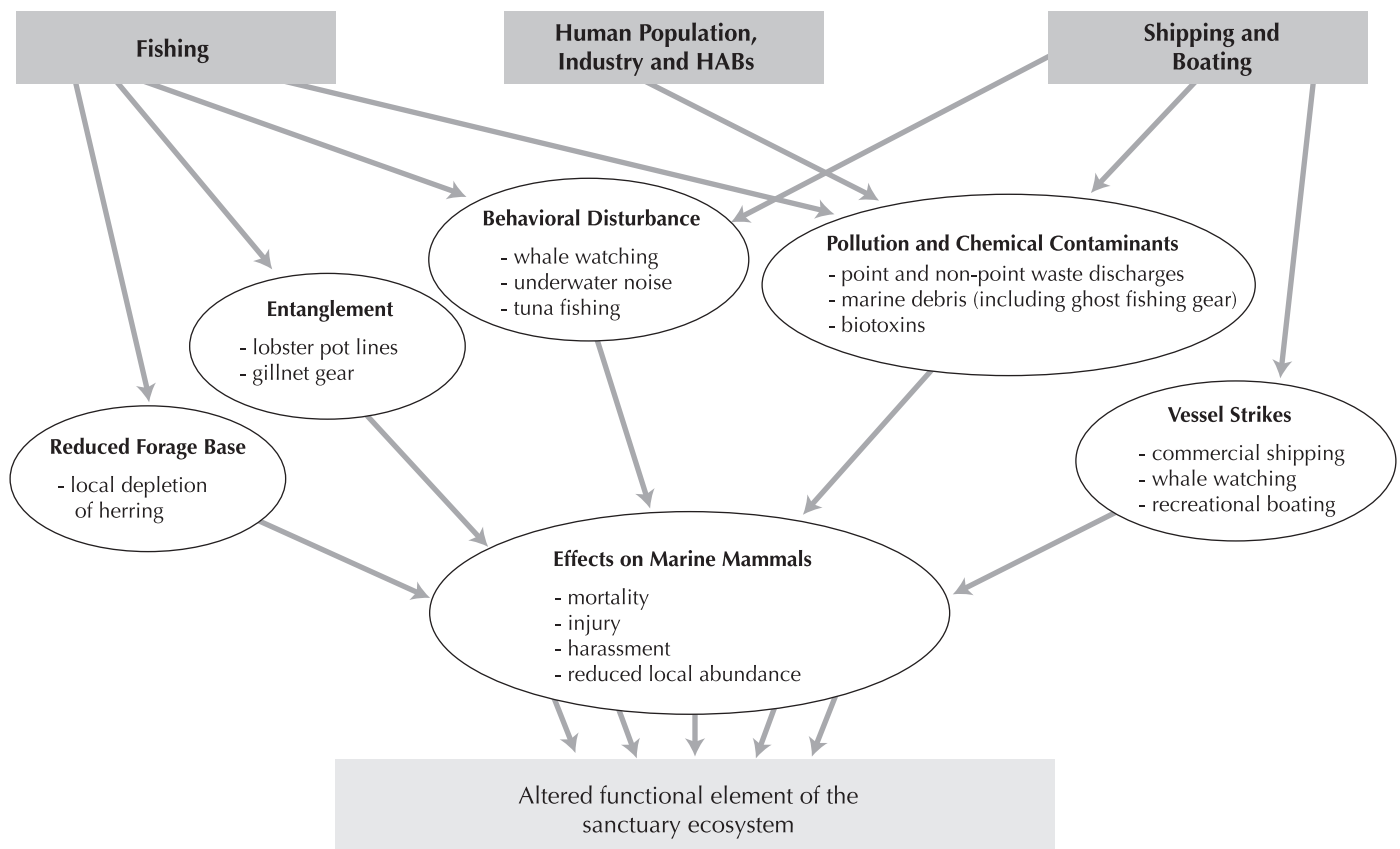 Fishing
Human Population,
Industry and HABs
Shipping and
Boating
Behavioral Disturbance
- whale watching
- underwater noise
- tuna fishing
Pollution and Chemical Contaminants
- point and non-point waste discharges
- marine debris (including ghost fishing gear)
- biotoxins
Entanglement
- lobster pot lines
- gillnet gear
Reduced Forage Base
- local depletion
of herring
Vessel Strikes
- commercial shipping
- whale watching
- recreational boating
Effects on Marine Mammals
- mortality
- injury
- harassment
- reduced local abundance
Altered functional element of the
sanctuary ecosystem